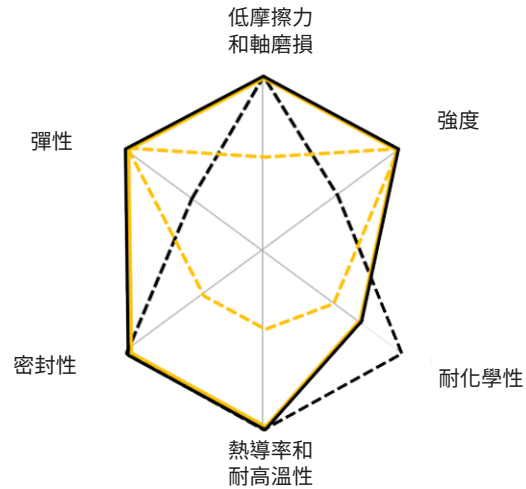 低摩擦力
和軸磨損
強度
彈性
密封性
耐化學性
熱導率和
耐高溫性